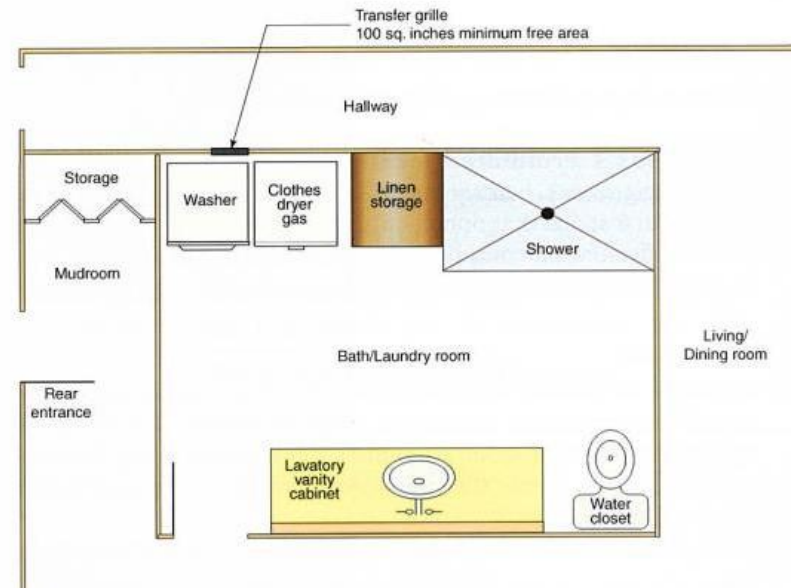 Transfer grille
100 sq. inches minimum free area
Hallway
Storage
Washer
Clothes
dryer
gas
Linen
storage
Shower
Mudroom
Bath/Laundry room
Living/
Dining room
Rear
entrance
Lavatory
vanity
cabinet
Water
closet